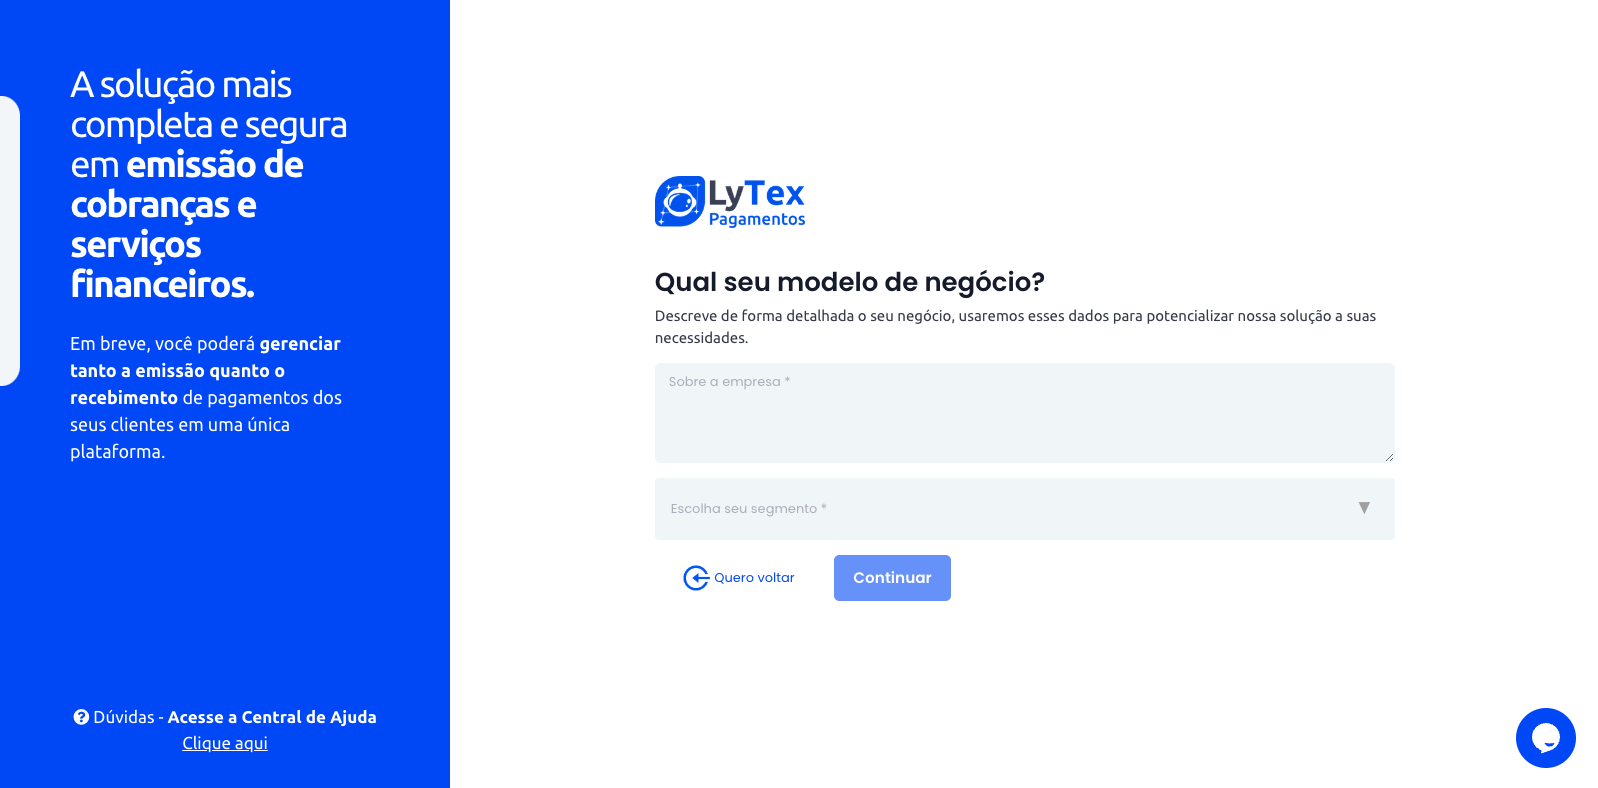 A solução mais
completa e segura
em emissão de
cobranças e
serviços
financeiros.
Em breve, você poderá gerenciar
tanto a emissão quanto o
recebimento de pagamentos dos
seus clientes em uma única
plataforma.
Dúvidas - Acesse a Central de Ajuda
Clique aqui
LyTex
Pagamentos
Qual seu modelo de negócio?
Descreve de forma detalhada o seu negócio, usaremos esses dados para potencializar nossa solução a suas
necessidades.
Sobre a empresa *
Escolha seu segmento *
Quero voltar
Continuar